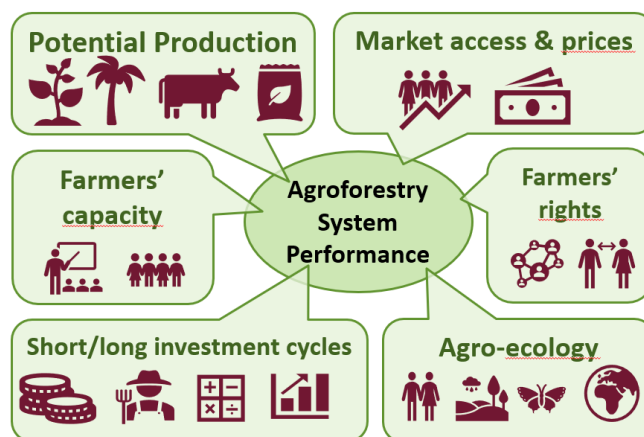 Potential Production
Market access & prices
Farmers’
capacity
Agroforestry
System
Performance
Farmers’
rights
Short/long investment cycles
Agro-ecology